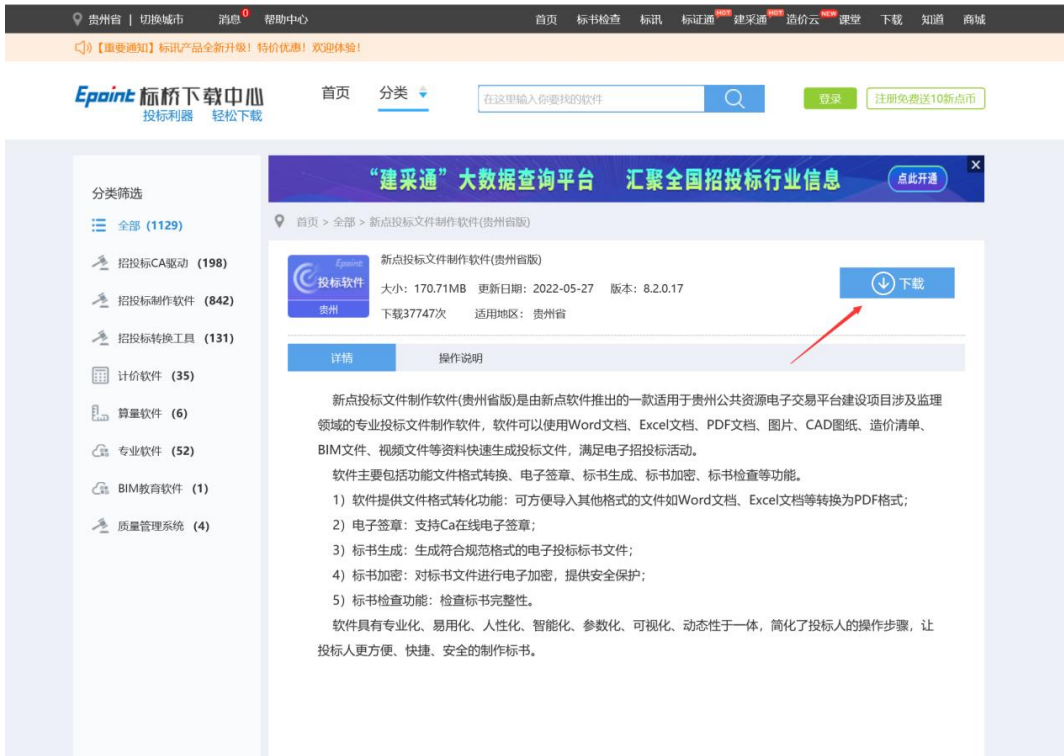 贵州省 | 切换城市 消息 0 帮助中心 首页 标书检查 标讯 标证通 HOT 建采通 HOT 造价云 NEW 课堂 下载 知道 商城
【重要通知】标讯产品全新升级！特价优惠！欢迎体验！
Epoint 标桥下载中心
投标利器 轻松下载
首页 分类 在这里输入你要找的软件 登录 注册免费送10新点币
“建采通”大数据查询平台 汇聚全国招投标行业信息 点此开通 X
首页 > 全部 > 新点投标文件制作软件(贵州省版)
分类筛选
全部 (1129)
招投标CA驱动 (198)
招投标制作软件 (842)
招投标转换工具 (131)
计价软件 (35)
算量软件 (6)
专业软件 (52)
BIM教育软件 (1)
质量管理系统 (4)
Epoint
投标软件
贵州
新点投标文件制作软件(贵州省版)
大小：170.71MB 更新日期：2022-05-27 版本：8.2.0.17
下载37747次 适用地区：贵州省
下载
详情 操作说明
新点投标文件制作软件(贵州省版)是由新点软件推出的一款适用于贵州公共资源电子交易平台建设项目涉及监理
领域的专业投标文件制作软件，软件可以使用Word文档、Excel文档、PDF文档、图片、CAD图纸、造价清单、
BIM文件、视频文件等资料快速生成投标文件，满足电子招投标活动。
软件主要包括功能文件格式转换、电子签章、标书生成、标书加密、标书检查等功能。
1）软件提供文件格式转化功能：可方便导入其他格式的文件如Word文档、Excel文档等转换为PDF格式；
2）电子签章：支持Ca在线电子签章；
3）标书生成：生成符合规范格式的电子投标标书文件；
4）标书加密：对标书文件进行电子加密，提供安全保护；
5）标书检查功能：检查标书完整性。
软件具有专业化、易用化、人性化、智能化、参数化、可视化、动态性于一体，简化了投标人的操作步骤，让
投标人更方便、快捷、安全的制作标书。